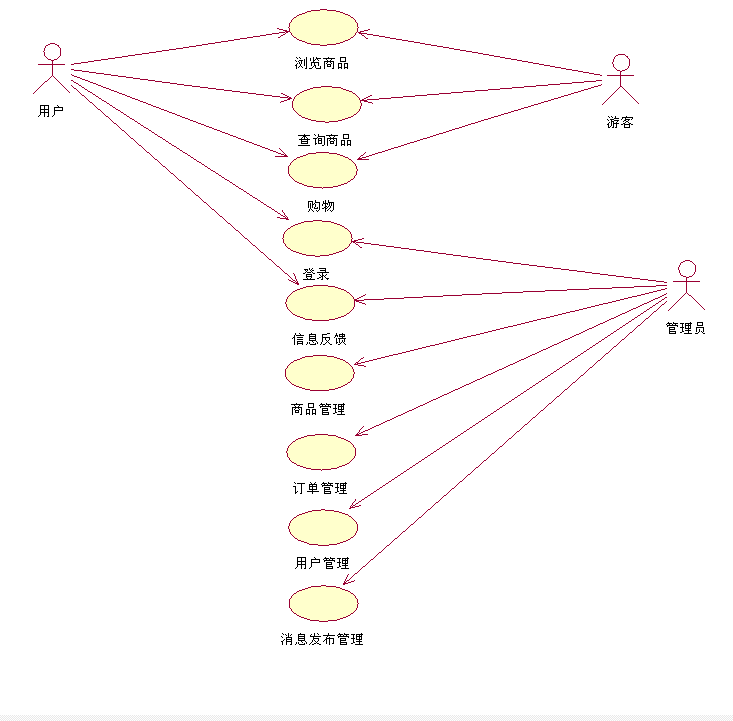 浏览商品
用户
游客
查询商品
购物
登录
信息反馈
管理员
商品管理
订单管理
用户管理
消息发布管理